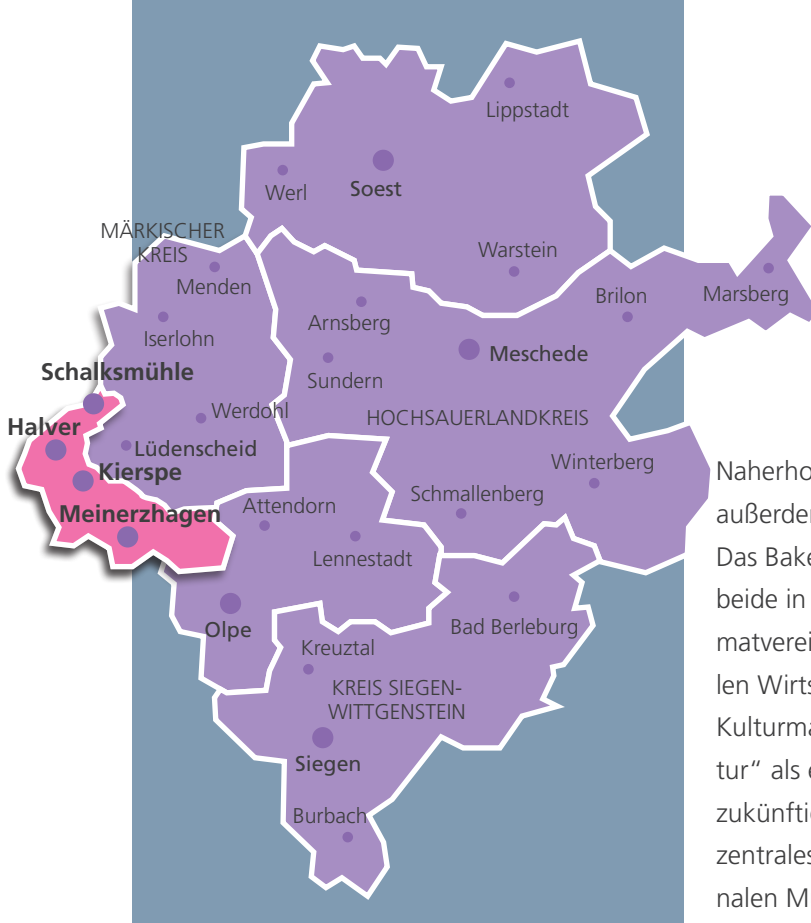 Lippstadt
Werl
Soest
MÄRKISCHER
KREIS
Warstein
Menden
Brilon
Marsberg
Arnsberg
Iserlohn
Meschede
Schalksmühle
Sundern
Werdohl
HOCHSAUERLANDKREIS
Halver
Lüdenscheid
Kierspe
Winterberg
Schmallenberg
Attendorn
Meinerzhagen
Lennestadt
Olpe
Bad Berleburg
Kreuztal
KREIS SIEGEN-
WITTGENSTEIN
Siegen
Burbach
Naherho
außerde
Das Bake
beide in
matverei
len Wirts
Kulturma
tur“ als e
zukünftig
zentrales
nalen M